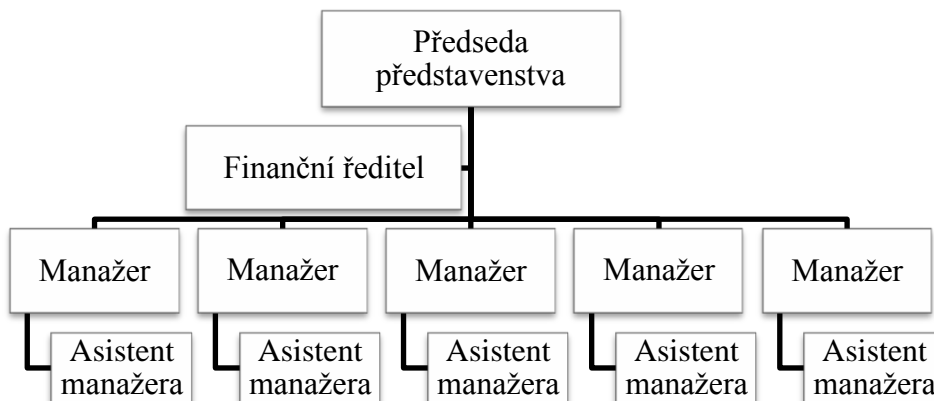 Předseda
představenstva
Finanční ředitel
Manažer
Manažer
Manažer
Manažer
Manažer
Asistent
manažera
Asistent
manažera
Asistent
manažera
Asistent
manažera
Asistent
manažera